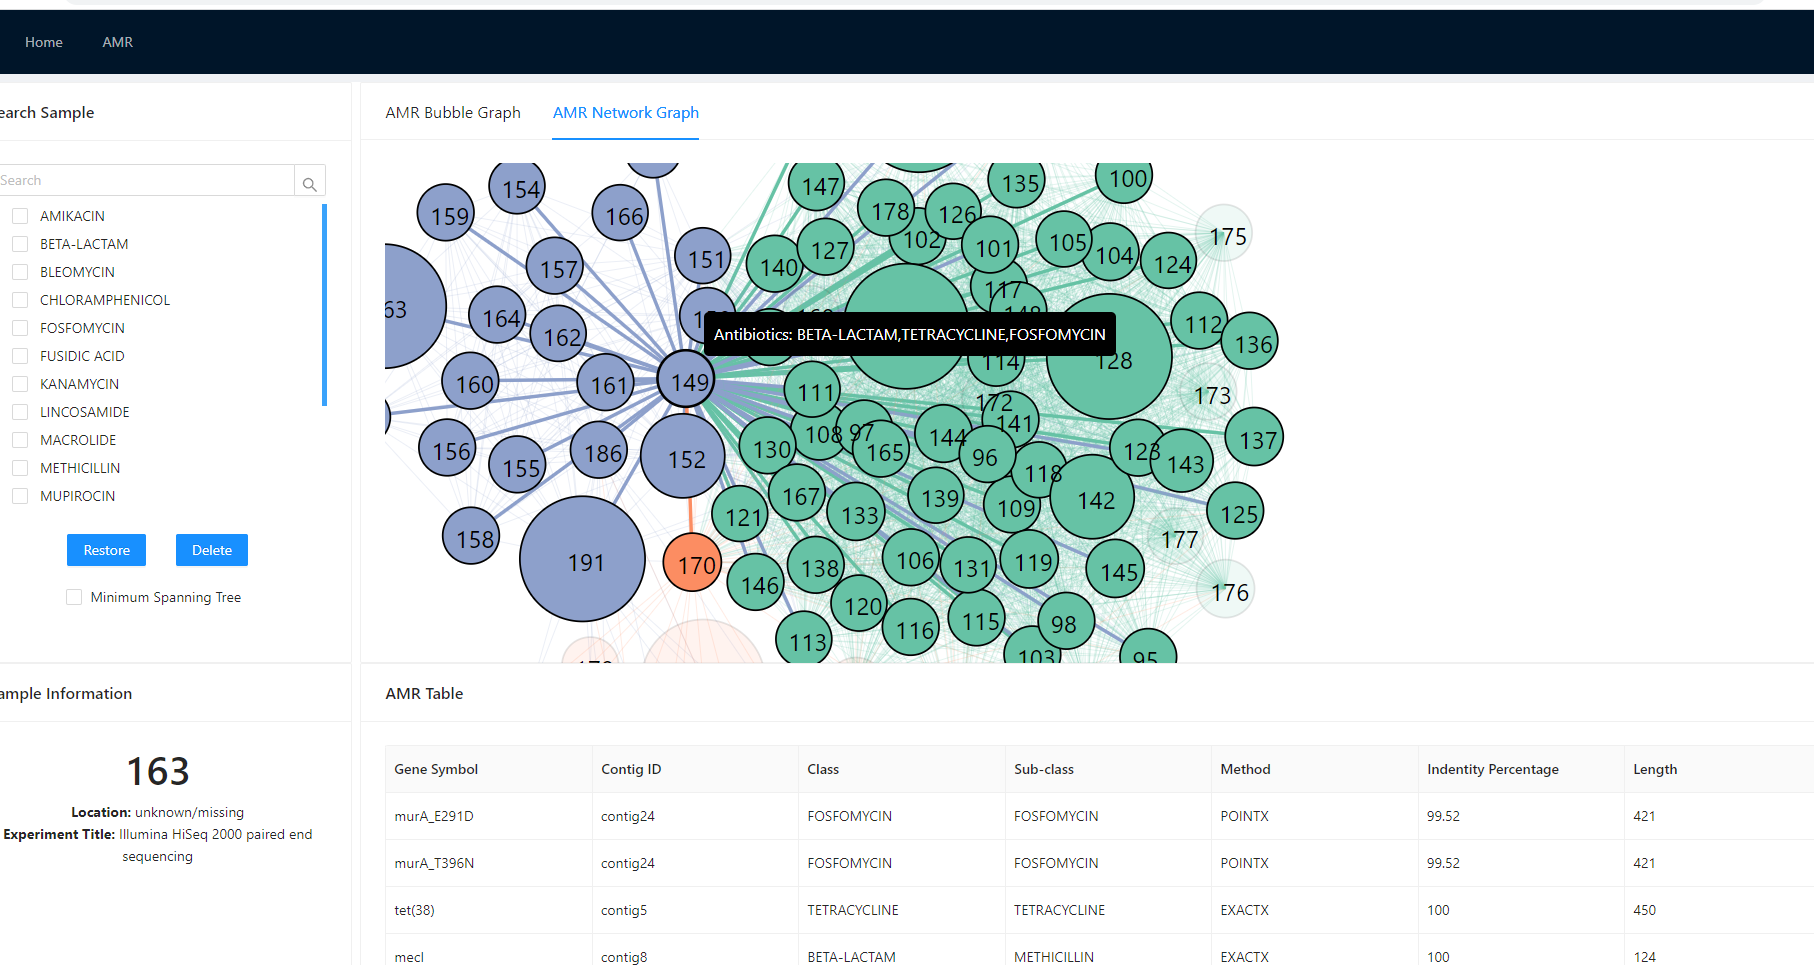 Home AMR
earch Sample
AMR Bubble Graph AMR Network Graph
Search
AMIKACIN
BETA-LACTAM
BLEOMYCIN
CHLORAMPHENICOL
FOSFOMYCIN
FUSIDIC ACID
KANAMYCIN
LINCOSAMIDE
MACROLIDE
METHICILLIN
MUPIROCIN
Restore Delete
Minimum Spanning Tree
154 147 135 100
159 166 178 126
175
151 127 102 101 105 104
157 140 124
63 164 162 117
112 136
Antibiotics: BETA-LACTAM,TETRACYCLINE,FOSFOMYCIN
160 161 149 111 114 128
173
172
156 155 186 152 130 108 97 165 144 141 96 118 123 143 137
167 139 109 142 125
158 191 121 133 177
170 146 138 106 131 119 145 176
120 113 116 115 98 103 95
ample Information
163
Location: unknown/missing
Experiment Title: Illumina HiSeq 2000 paired end
sequencing
AMR Table
Gene Symbol Contig ID Class Sub-class Method Indentity Percentage Length
murA_E291D contig24 FOSFOMYCIN FOSFOMYCIN POINTX 99.52 421
murA_T396N contig24 FOSFOMYCIN FOSFOMYCIN POINTX 99.52 421
tet(38) contig5 TETRACYCLINE TETRACYCLINE EXACTX 100 450
mecI contig8 BETA-LACTAM METHICILLIN EXACTX 100 124